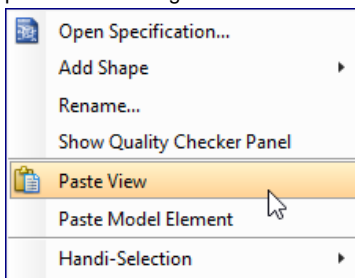 Open Specification...
Add Shape
Rename...
Show Quality Checker Panel
Paste View
Paste Model Element
Handi-Selection